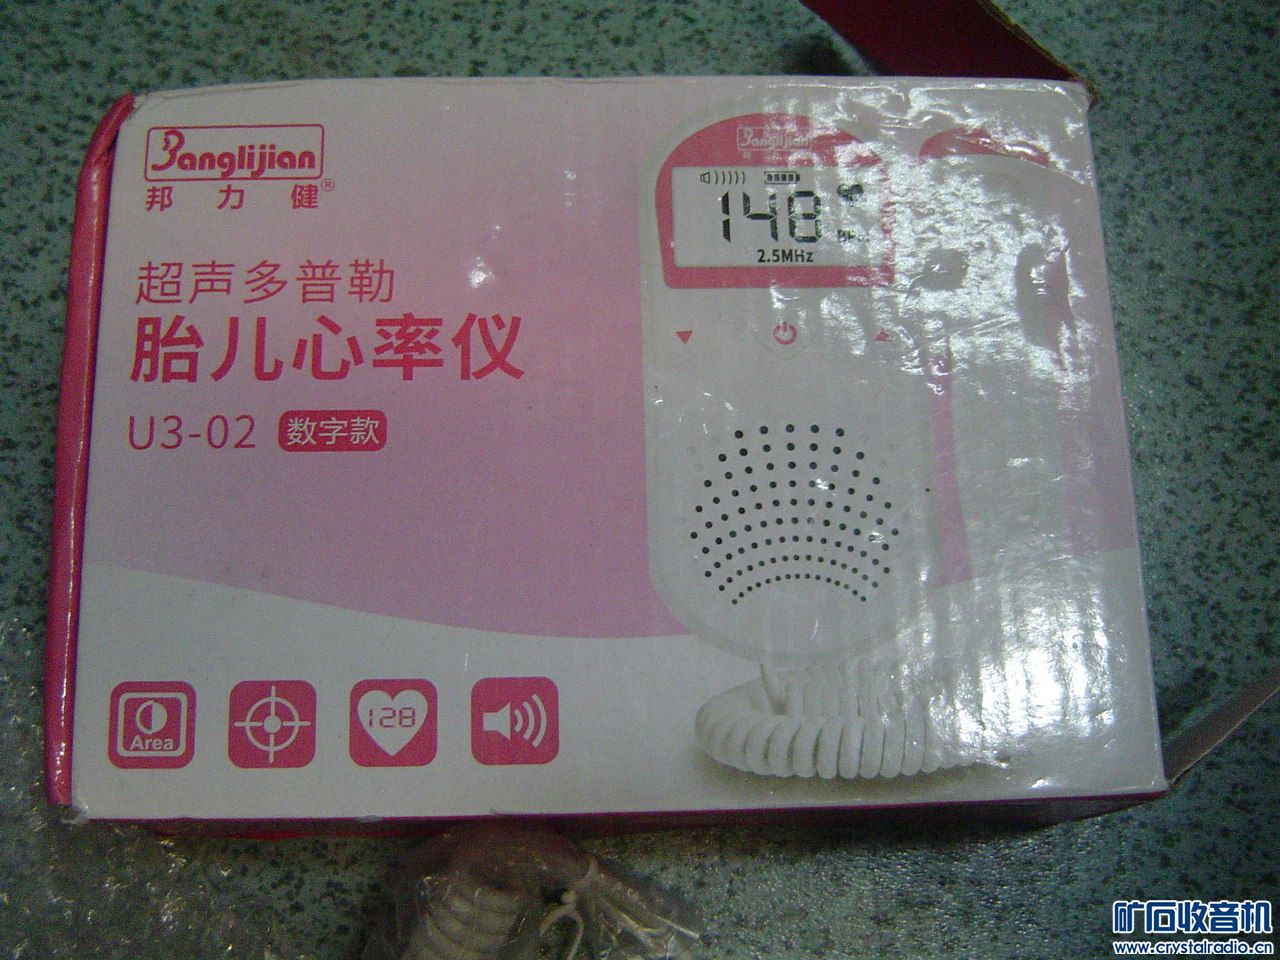 Banglijian
邦力健®
超声多普勒
胎儿心率仪
U3-02 数字款
Banglijian
148
2.5MHz
Area
128
矿石收音机
www.crystalradio.cn